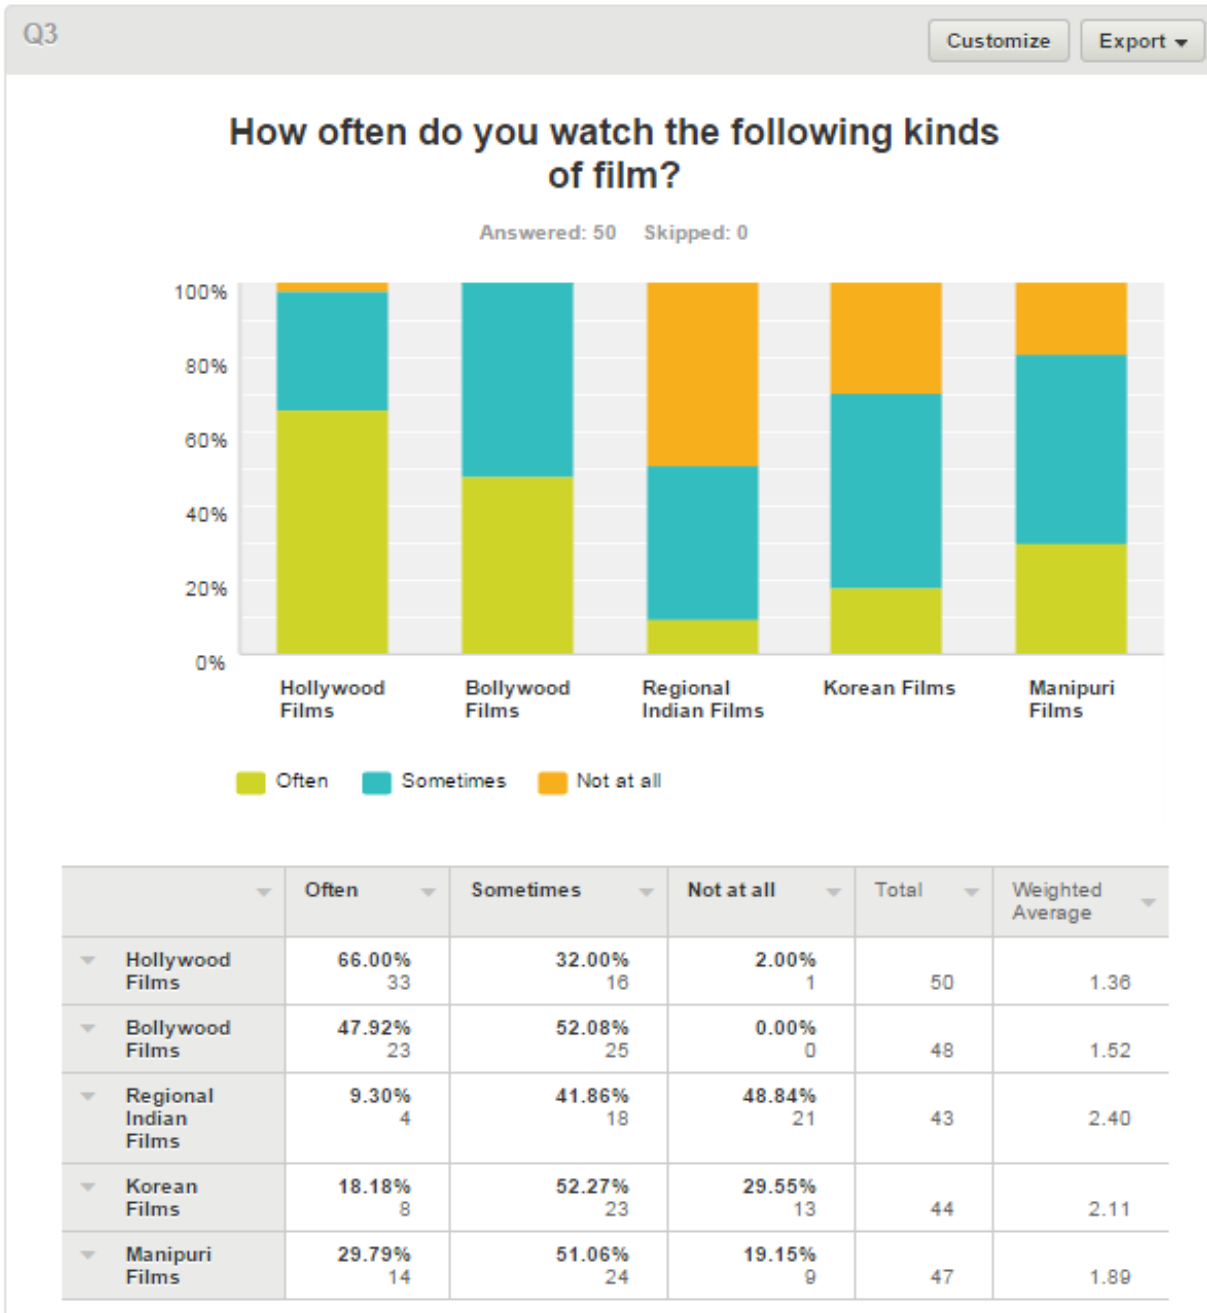 Q3
Customize
Export
How often do you watch the following kinds
of film?
Answered: 50 Skipped: 0
100%
80%
60%
40%
20%
0%
Hollywood
Films
Bollywood
Films
Regional
Indian Films
Korean Films
Manipuri
Films
Often Sometimes Not at all
Often Sometimes Not at all Total Weighted
Average
Hollywood 66.00% 32.00% 2.00%
Films 33 16 1 50 1.36
Bollywood 47.92% 52.08% 0.00%
Films 23 25 0 48 1.52
Regional 9.30% 41.86% 48.84%
Indian 4 18 21 43 2.40
Films
Korean 18.18% 52.27% 29.55%
Films 8 23 13 44 2.11
Manipuri 29.79% 51.06% 19.15%
Films 14 24 9 47 1.89